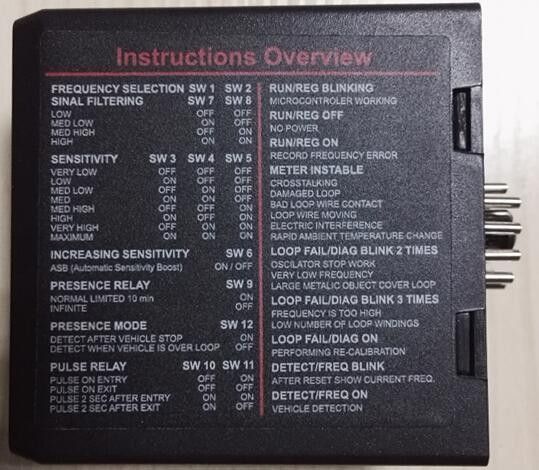 Instructions Overview
FREQUENCY SELECTION SW 1 SW 2
SINAL FILTERING SW 7 SW 8
LOW OFF OFF
MED LOW ON OFF
MED HIGH OFF ON
HIGH ON ON
SENSITIVITY SW 3 SW 4 SW 5
VERY LOW OFF OFF OFF
LOW ON OFF OFF
MED LOW OFF ON OFF
MED ON ON OFF
MED HIGH OFF OFF ON
HIGH ON OFF ON
VERY HIGH OFF ON ON
MAXIMUM ON ON ON
INCREASING SENSITIVITY SW 6
ASB (Automatic Sensitivity Boost) ON / OFF
PRESENCE RELAY SW 9
NORMAL LIMITED 10 min ON
INFINITE OFF
PRESENCE MODE SW 12
DETECT AFTER VEHICLE STOP ON
DETECT WHEN VEHICLE IS OVER LOOP OFF
PULSE RELAY SW 10 SW 11
PULSE ON ENTRY OFF ON
PULSE ON EXIT OFF OFF
PULSE 2 SEC AFTER ENTRY ON ON
PULSE 2 SEC AFTER EXIT ON OFF
RUN/REG BLINKING
MICROCONTROLER WORKING
RUN/REG OFF
NO POWER
RUN/REG ON
RECORD FREQUENCY ERROR
METER INSTABLE
CROSSTALKING
DAMAGED LOOP
BAD LOOP WIRE CONTACT
LOOP WIRE MOVING
ELECTRIC INTERFERENCE
RAPID AMBIENT TEMPERATURE CHANGE
LOOP FAIL/DIAG BLINK 2 TIMES
OSCILATOR STOP WORK
VERY LOW FREQUENCY
LARGE METALIC OBJECT COVER LOOP
LOOP FAIL/DIAG BLINK 3 TIMES
FREQUENCY IS TOO HIGH
LOW NUMBER OF LOOP WINDINGS
LOOP FAIL/DIAG ON
PERFORMING RE-CALIBRATION
DETECT/FREQ BLINK
AFTER RESET SHOW CURRENT FREQ.
DETECT/FREQ ON
VEHICLE DETECTION